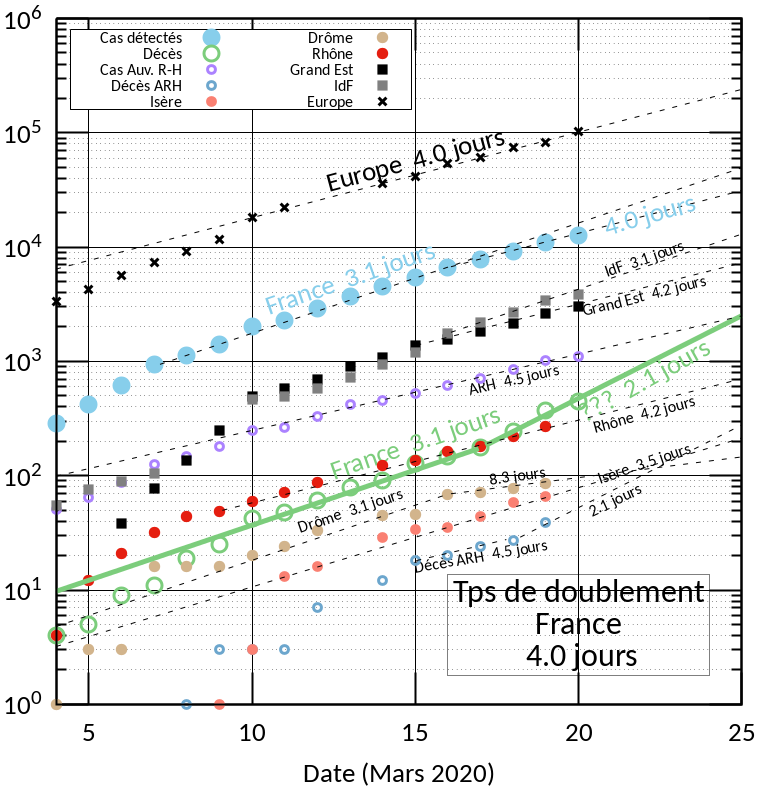 10⁶
Cas détectés
Décès
Cas Auv. R-H
Décès ARH
Isère
Drôme
Rhône
Grand Est
IdF
Europe
10⁵
Europe 4.0 jours
4.0 jours
10⁴
France 3.1 jours
IdF 3.1 jours
Grand Est 4.2 jours
10³
ARH 4.5 jours
??? 2.1 jours
Rhône 4.2 jours
France 3.1 jours
10²
8.3 jours
Isère 3.5 jours
2.1 jours
Drôme 3.1 jours
Déces ARH 4.5 jours
10¹
Tps de doublement
France
4.0 jours
10⁰
5 10 15 20 25
Date (Mars 2020)